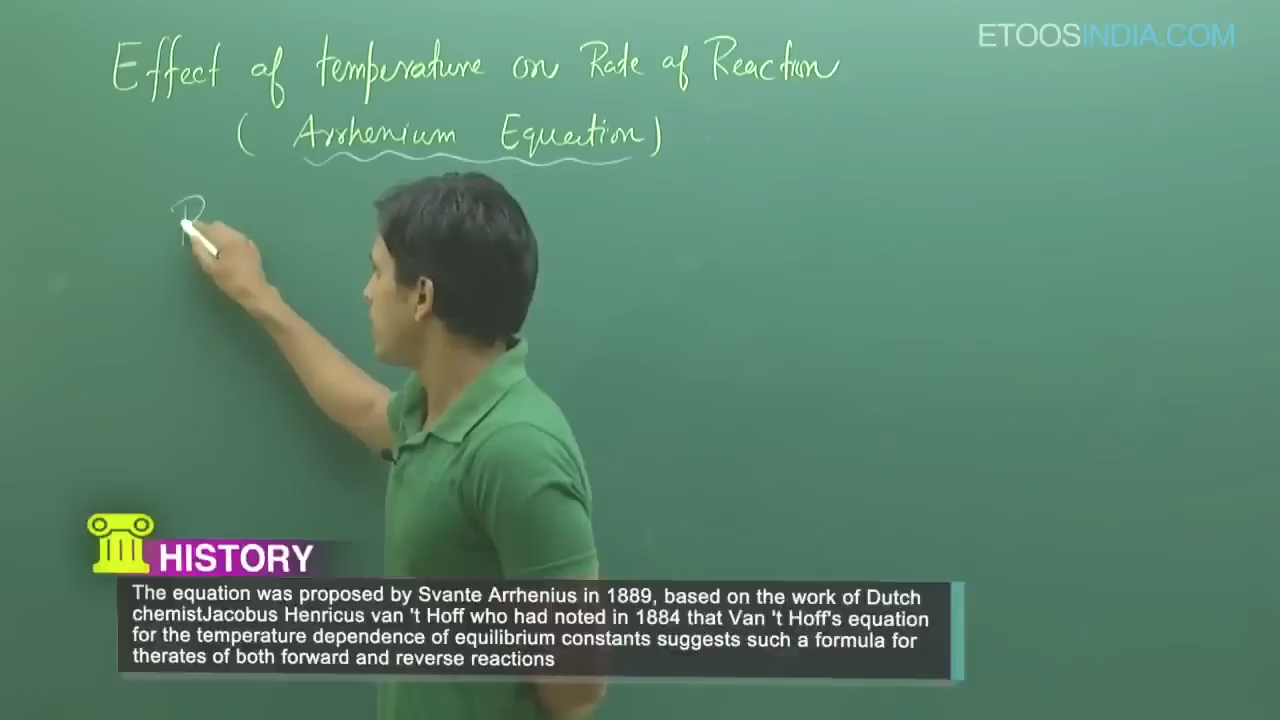 ETOOSINDIA.COM
Effect of temperature on Rate of Reaction
( Arrhenium Equation )
R
HISTORY
The equation was proposed by Svante Arrhenius in 1889, based on the work of Dutch
chemistJacobus Henricus van 't Hoff who had noted in 1884 that Van 't Hoff's equation
for the temperature dependence of equilibrium constants suggests such a formula for
therates of both forward and reverse reactions